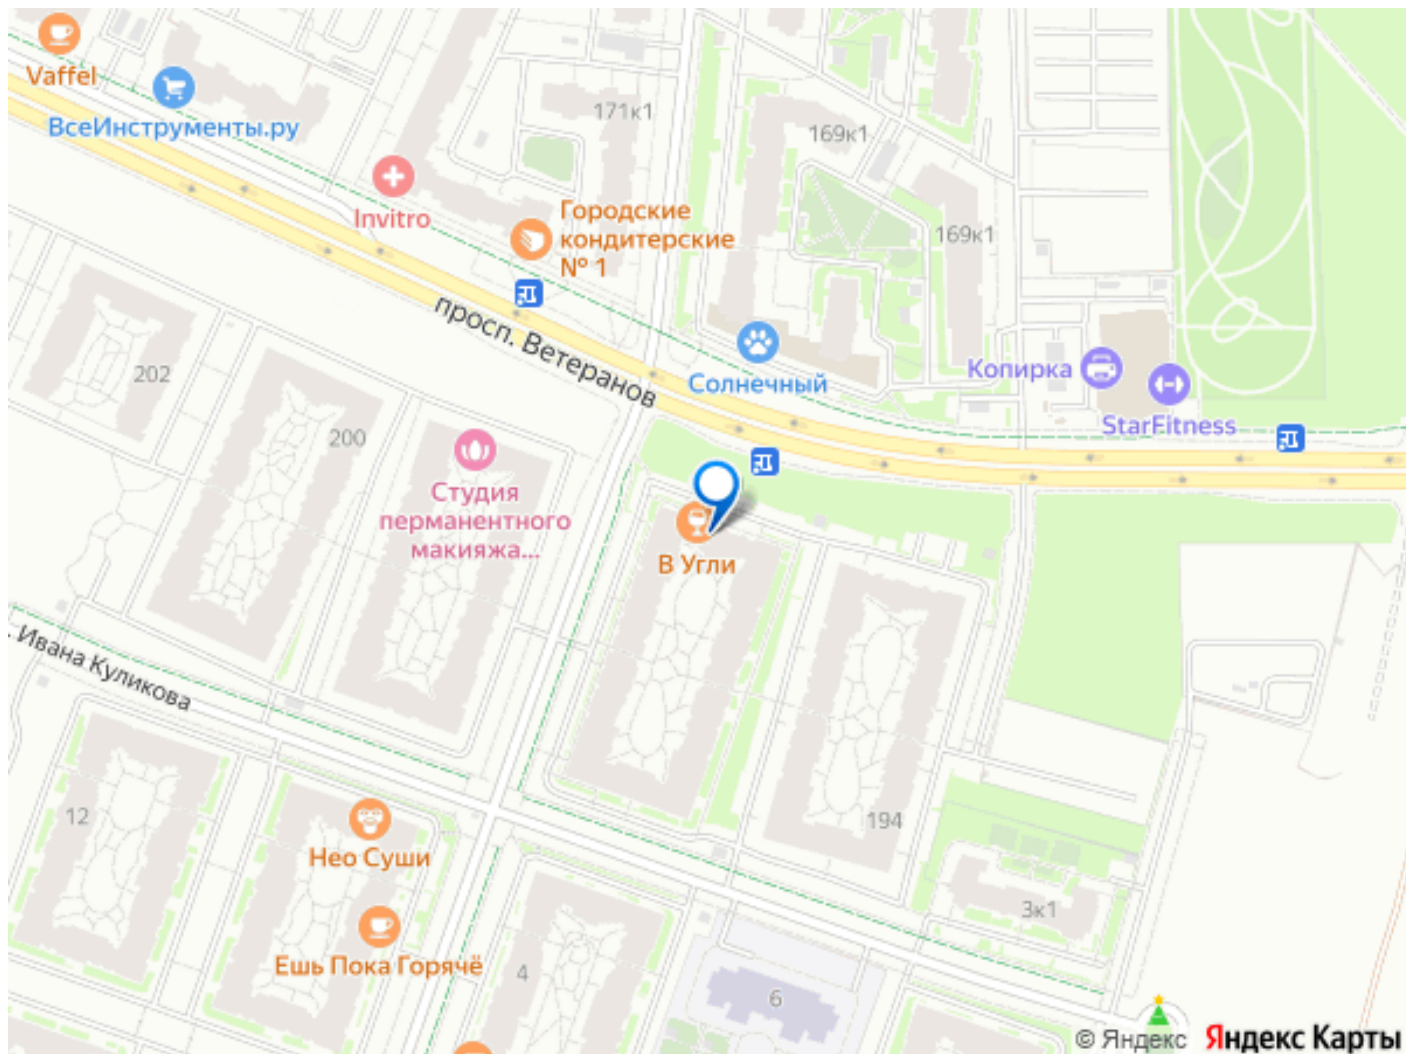 Vaffel
ВсеИнструменты.ру
171к1
169к1
Invitro
Городские
кондитерские
№ 1
169к1
просп. Ветеранов
202
Солнечный
Копирка
StarFitness
200
Студия
перманентного
макияжа...
В Угли
. Ивана Куликова
12
194
Нео Суши
3к1
Ешь Пока Горячё
4
6
© Яндекс Яндекс Карты